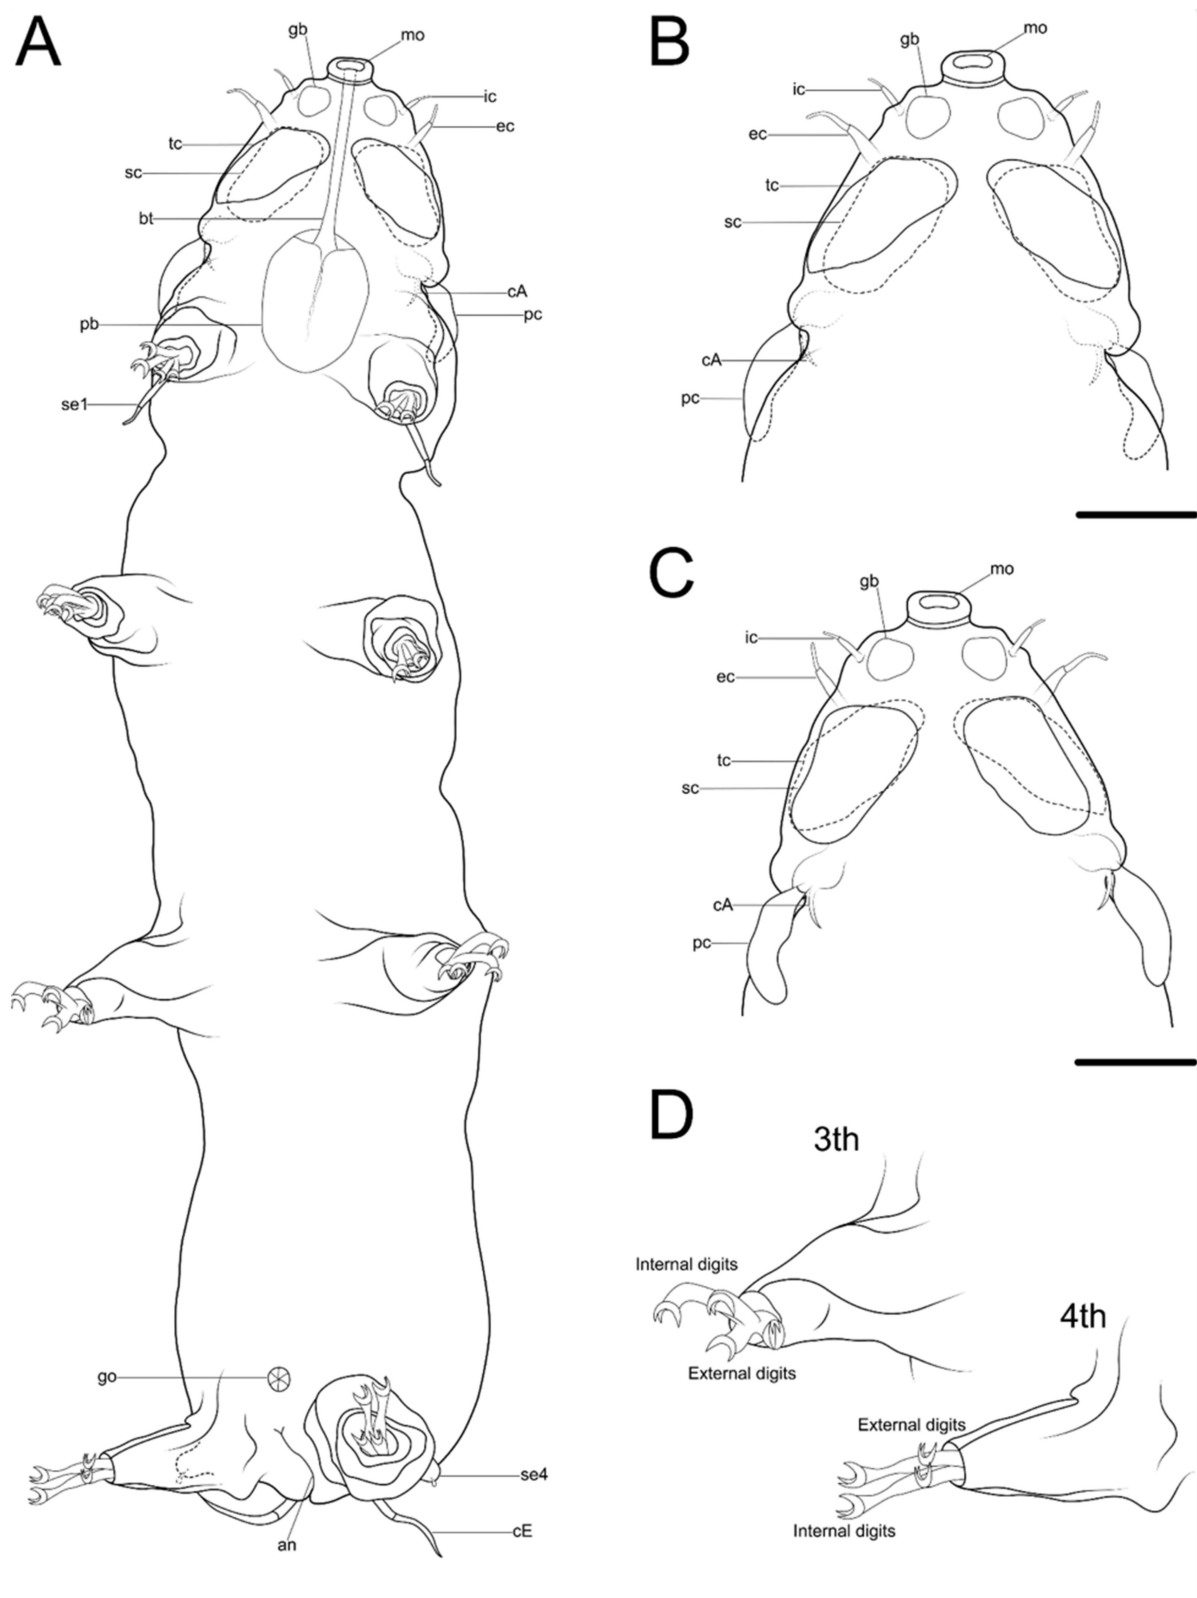 A
gb
mo
ic
ec
tc
sc
bt
cA
pc
pb
se1
go
se4
cE
an
B
gb
mo
ic
ec
tc
sc
cA
pc
C
gb
mo
ic
ec
tc
sc
cA
pc
D
3th
Internal digits
External digits
4th
External digits
Internal digits